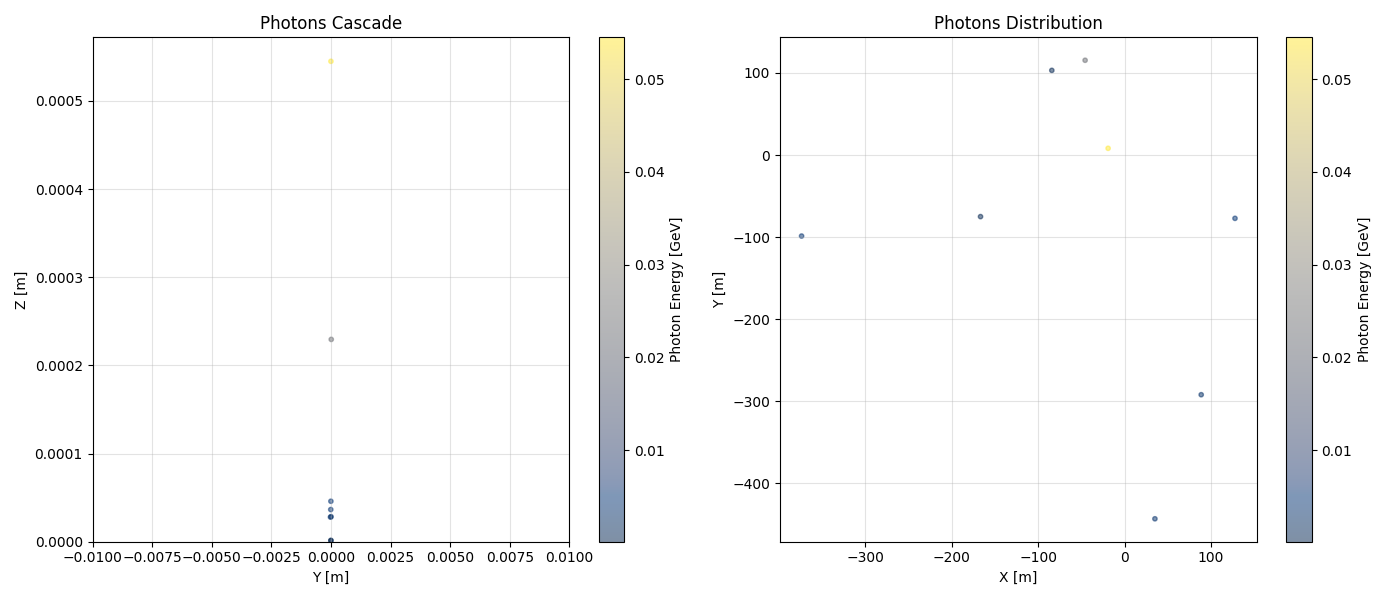 Photons Cascade
Z [m]
0.0005
0.0004
0.0003
0.0002
0.0001
0.0000
−0.0100 −0.0075 −0.0050 −0.0025 0.0000 0.0025 0.0050 0.0075 0.0100
Y [m]
0.05
0.04
0.03
0.02
0.01
Photon Energy [GeV]
Photons Distribution
Y [m]
100
0
−100
−200
−300
−400
−300 −200 −100 0 100
X [m]
0.05
0.04
0.03
0.02
0.01
Photon Energy [GeV]